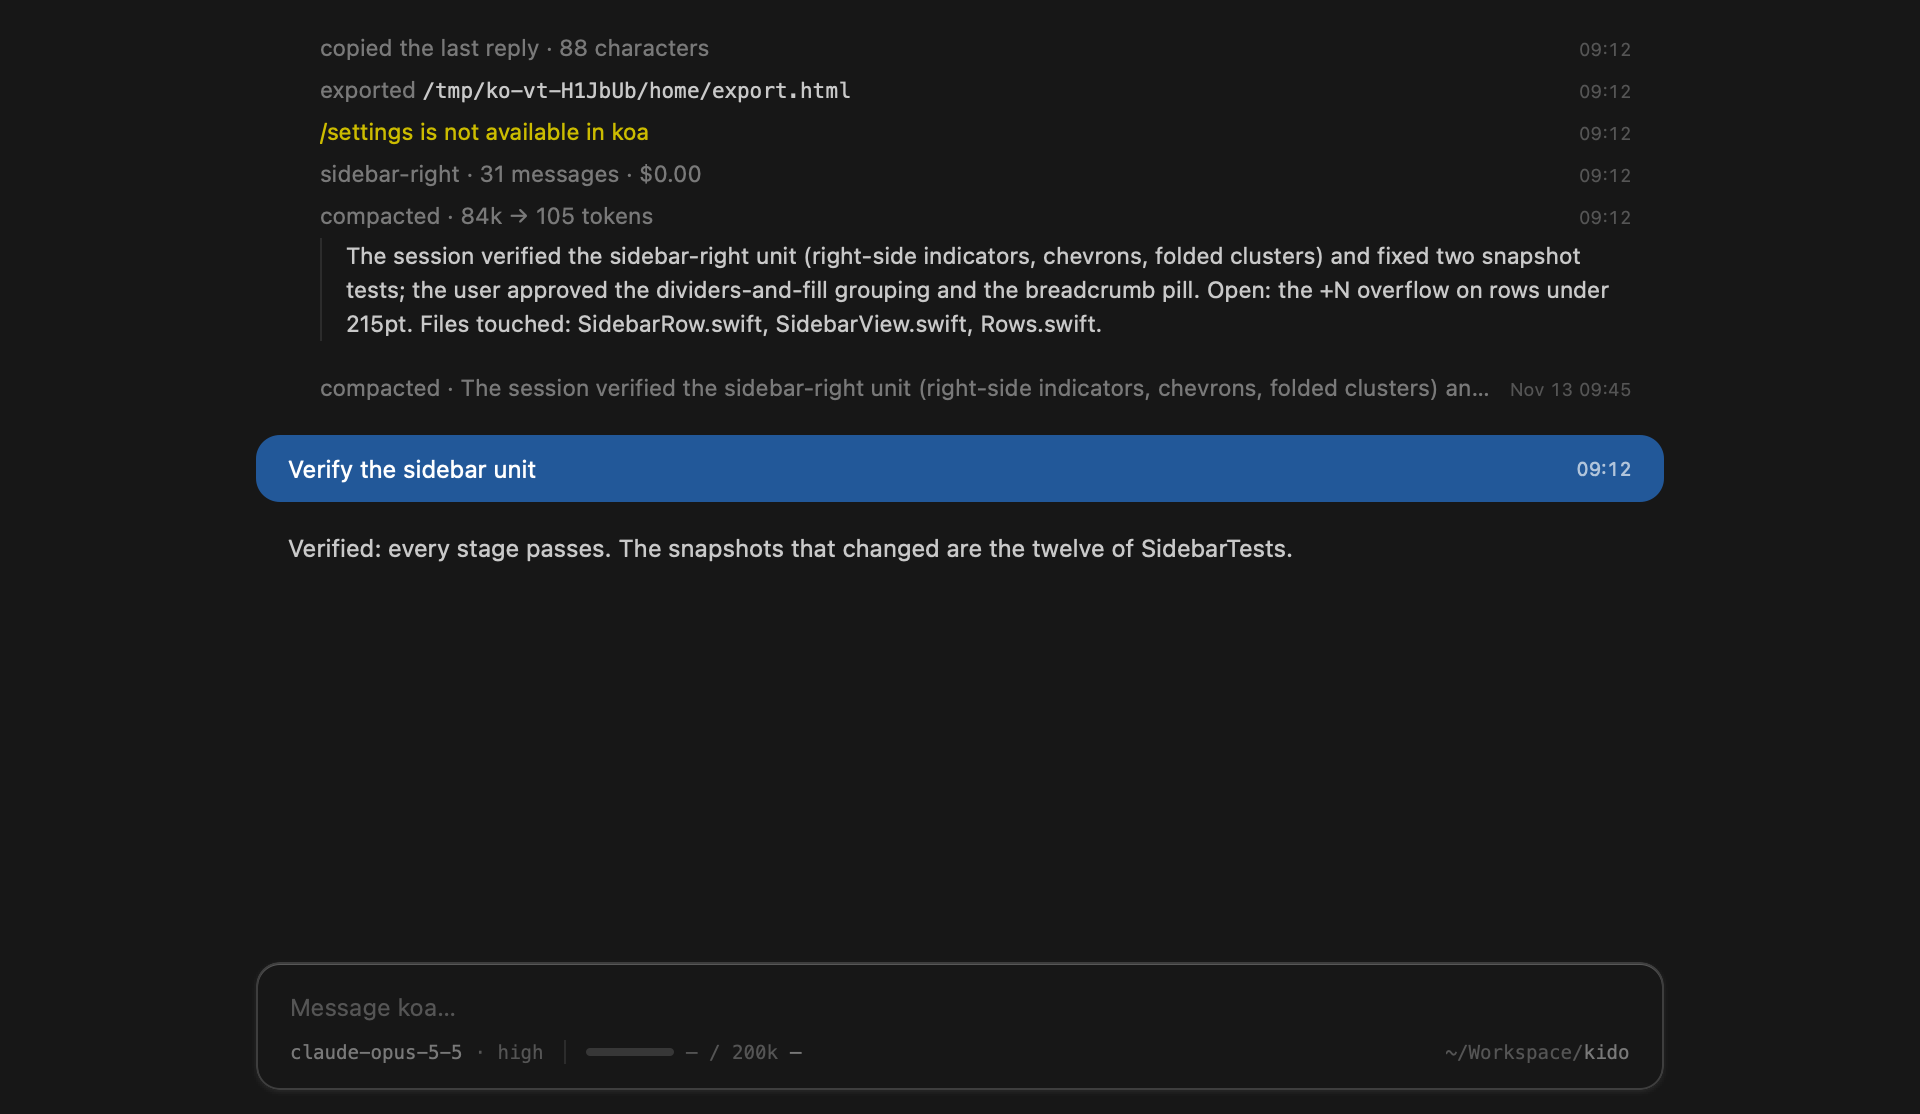 copied the last reply · 88 characters 09:12
exported /tmp/ko-vt-H1JbUb/home/export.html 09:12
/settings is not available in koa 09:12
sidebar-right · 31 messages · $0.00 09:12
compacted · 84k → 105 tokens 09:12
The session verified the sidebar-right unit (right-side indicators, chevrons, folded clusters) and fixed two snapshot
tests; the user approved the dividers-and-fill grouping and the breadcrumb pill. Open: the +N overflow on rows under
215pt. Files touched: SidebarRow.swift, SidebarView.swift, Rows.swift.
compacted · The session verified the sidebar-right unit (right-side indicators, chevrons, folded clusters) an... Nov 13 09:45
Verify the sidebar unit 09:12
Verified: every stage passes. The snapshots that changed are the twelve of SidebarTests.
Message koa...
claude-opus-5-5 · high – / 200k – ~/Workspace/kido